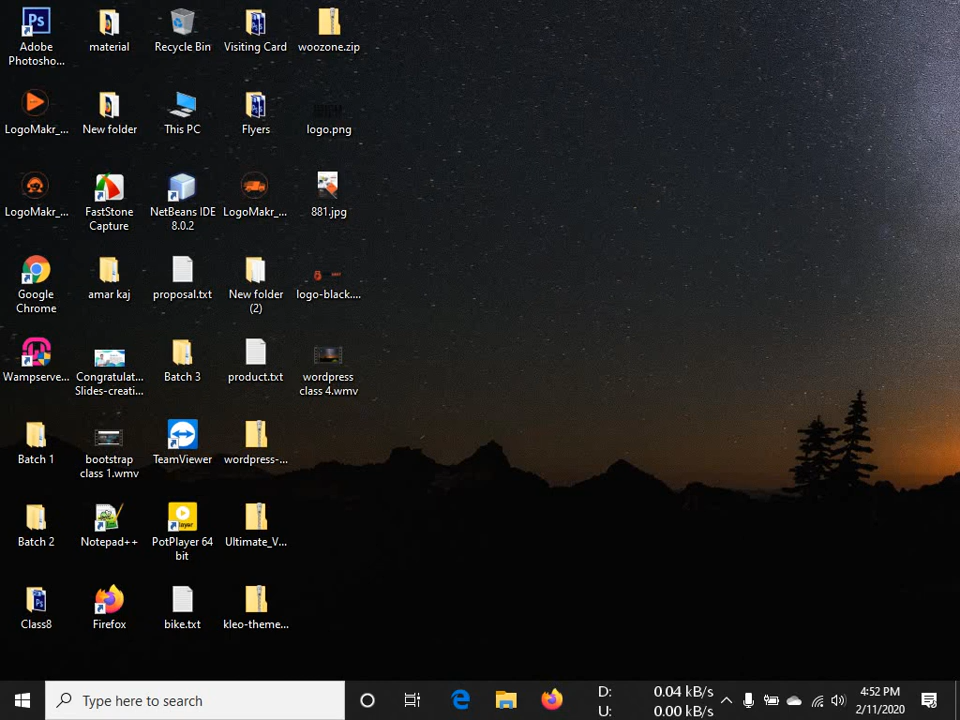 Adobe
Photosho...
material
Recycle Bin
Visiting Card
woozone.zip
LogoMakr_...
New folder
This PC
Flyers
logo.png
LogoMakr_...
FastStone
Capture
NetBeans IDE
8.0.2
LogoMakr_...
881.jpg
Google
Chrome
amar kaj
proposal.txt
New folder
(2)
logo-black....
Wampserve...
Congratulat...
Slides-creati...
Batch 3
product.txt
wordpress
class 4.wmv
Batch 1
bootstrap
class 1.wmv
TeamViewer
wordpress-...
Batch 2
Notepad++
PotPlayer 64
bit
Ultimate_V...
Class8
Firefox
bike.txt
kleo-theme...
Type here to search
D: 0.04 kB/s
U: 0.00 kB/s
4:52 PM
2/11/2020